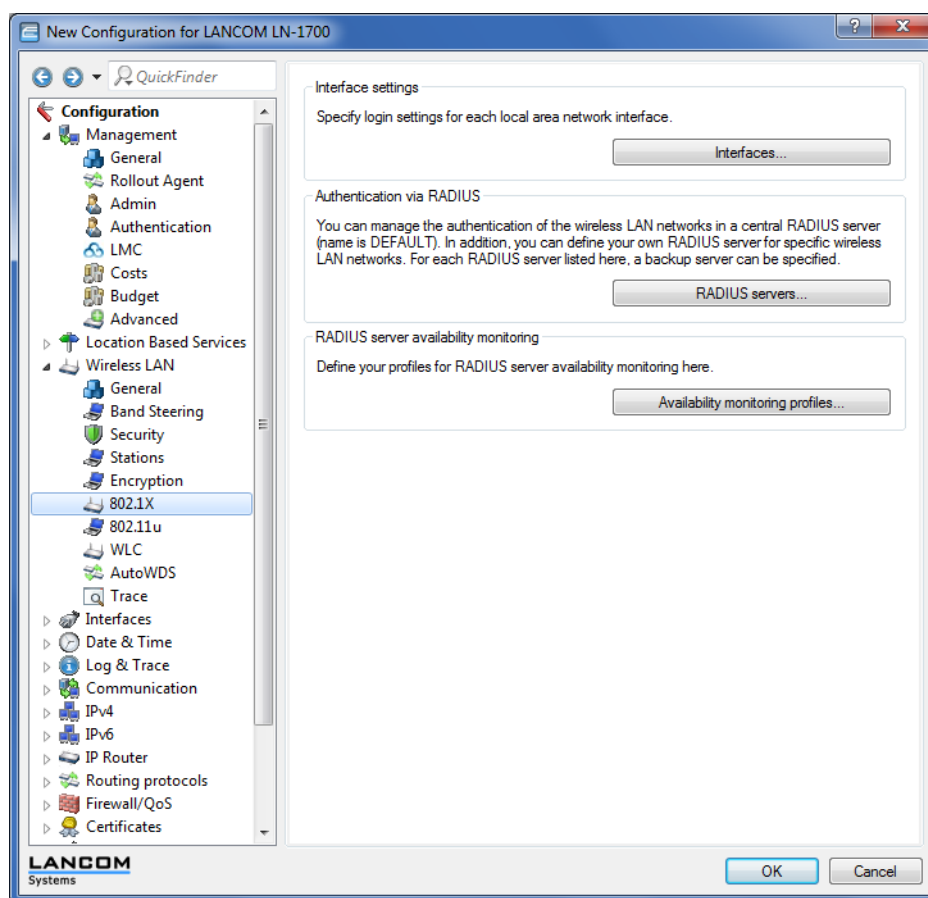 New Configuration for LANCOM LN-1700
QuickFinder
Configuration
Management
General
Rollout Agent
Admin
Authentication
LMC
Costs
Budget
Advanced
Location Based Services
Wireless LAN
General
Band Steering
Security
Stations
Encryption
802.1X
802.11u
WLC
AutoWDS
Trace
Interfaces
Date & Time
Log & Trace
Communication
IPv4
IPv6
IP Router
Routing protocols
Firewall/QoS
Certificates
Interface settings
Specify login settings for each local area network interface.
Interfaces...
Authentication via RADIUS
You can manage the authentication of the wireless LAN networks in a central RADIUS server
(name is DEFAULT). In addition, you can define your own RADIUS server for specific wireless
LAN networks. For each RADIUS server listed here, a backup server can be specified.
RADIUS servers...
RADIUS server availability monitoring
Define your profiles for RADIUS server availability monitoring here.
Availability monitoring profiles...
LANCOM
Systems
OK
Cancel